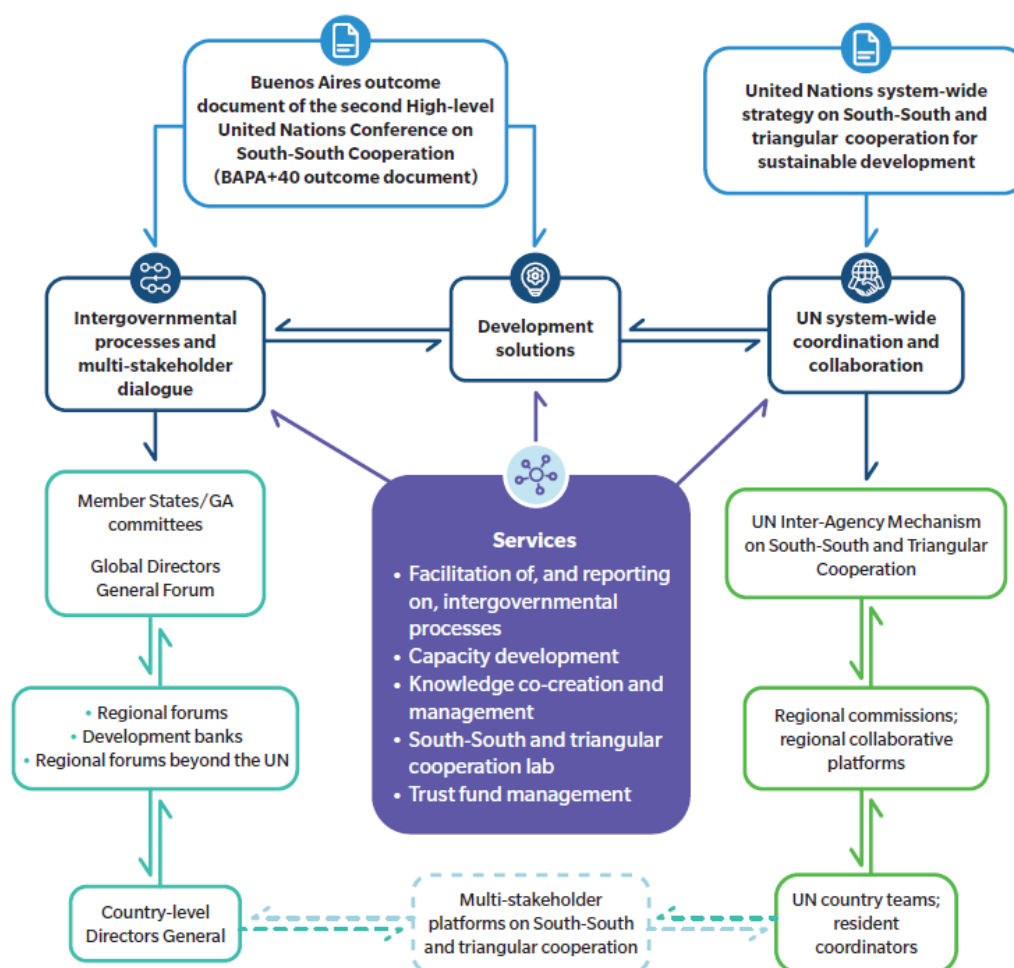 Buenos Aires outcome
document of the second High-level
United Nations Conference on
South-South Cooperation
(BAPA+40 outcome document)
United Nations system-wide
strategy on South-South and
triangular cooperation for
sustainable development
Intergovernmental
processes and
multi-stakeholder
dialogue
Development
solutions
UN system-wide
coordination and
collaboration
Member States/GA
committees
Global Directors
General Forum
Services
• Facilitation of, and reporting
on, intergovernmental
processes
• Capacity development
• Knowledge co-creation and
management
• South-South and triangular
cooperation lab
• Trust fund management
UN Inter-Agency Mechanism
on South-South and Triangular
Cooperation
• Regional forums
• Development banks
• Regional forums beyond the UN
Regional commissions;
regional collaborative
platforms
Country-level
Directors General
Multi-stakeholder
platforms on South-South
and triangular cooperation
UN country teams;
resident
coordinators